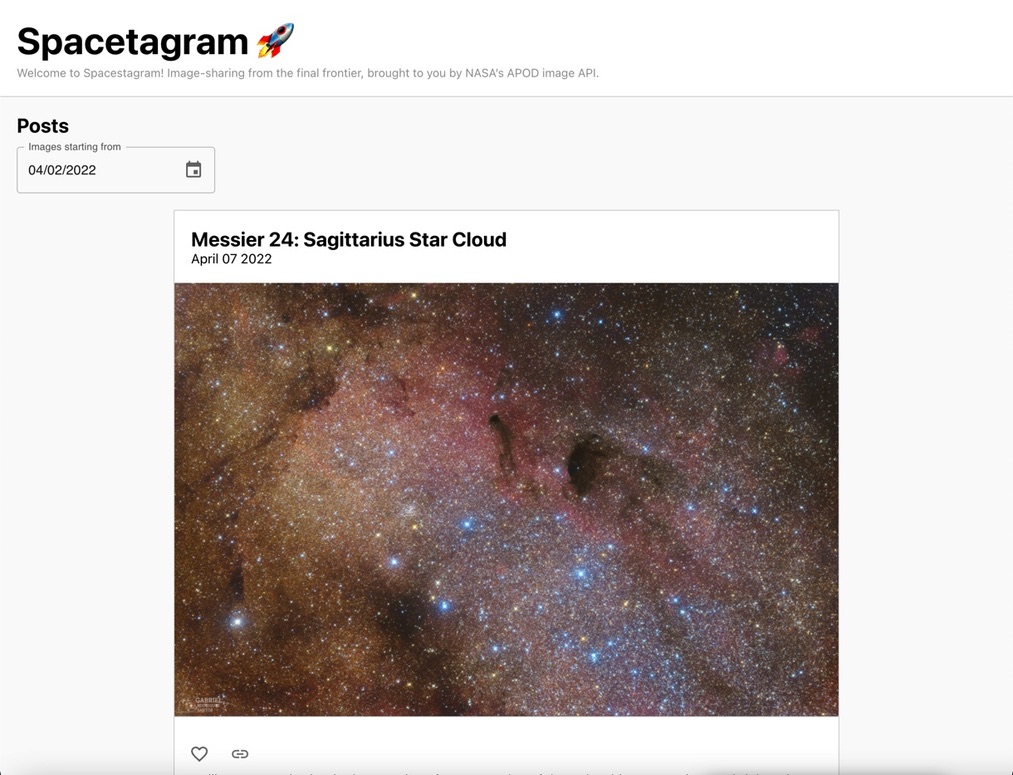 Spacetagram 🚀
Welcome to Spacestagram! Image-sharing from the final frontier, brought to you by NASA's APOD image API.
Posts
Images starting from
04/02/2022
Messier 24: Sagittarius Star Cloud
April 07 2022
GABRIEL